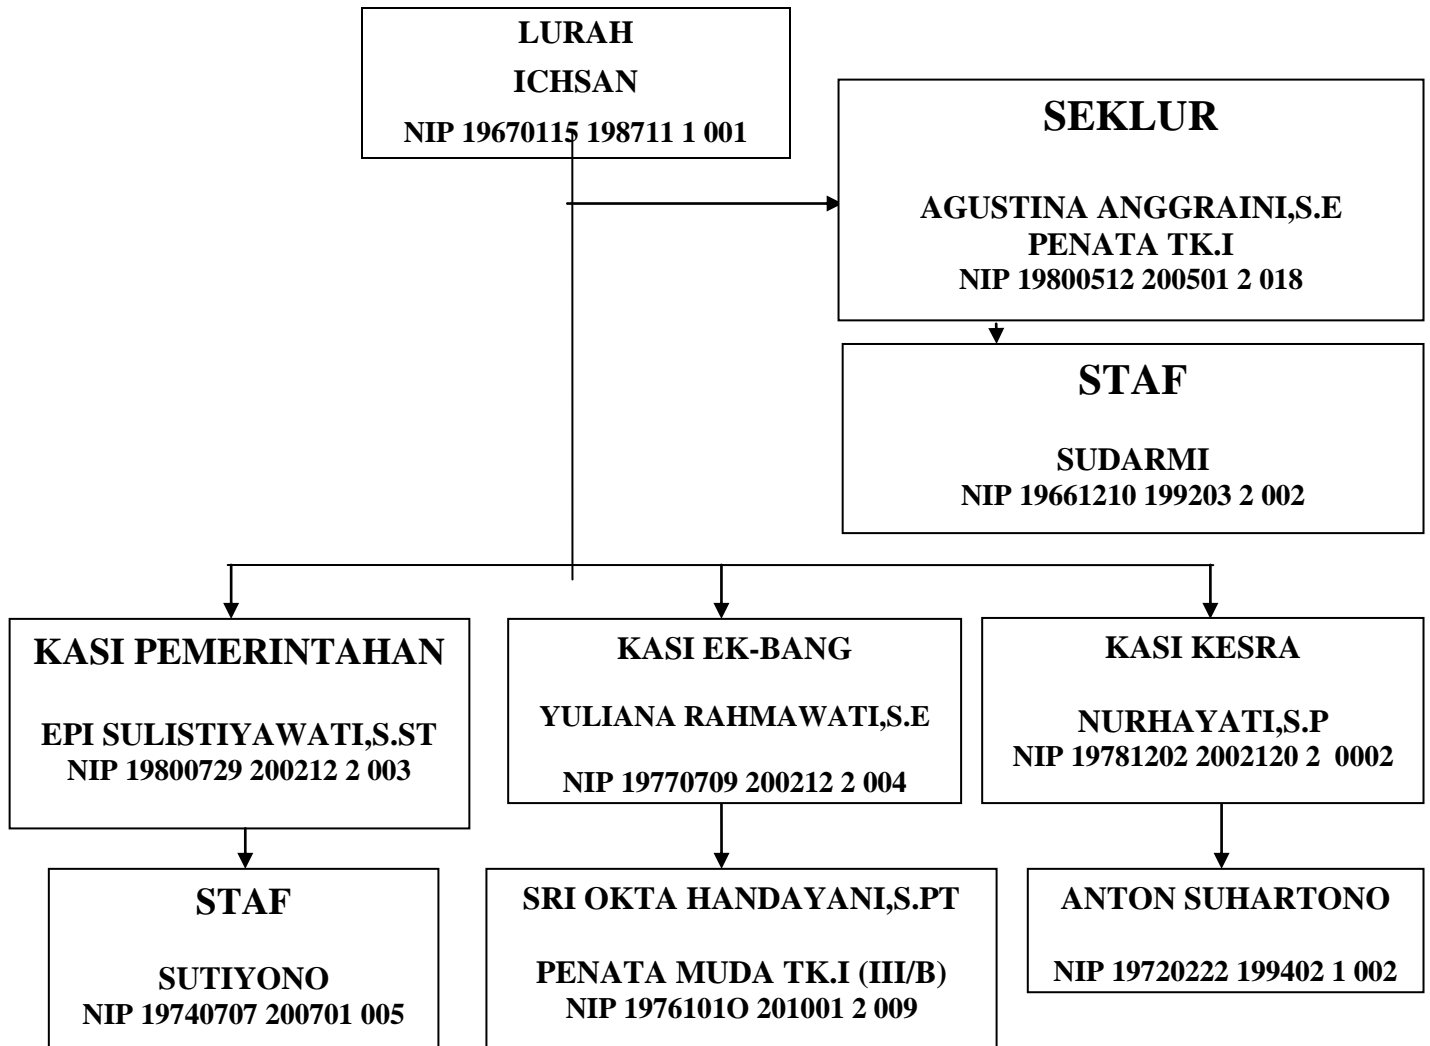 LURAH
ICHSAN
NIP 19670115 198711 1 001
SEKLUR
AGUSTINA ANGGRAINI,S.E
PENATA TK.I
NIP 19800512 200501 2 018
STAF
SUDARMI
NIP 19661210 199203 2 002
KASI PEMERINTAHAN
EPI SULISTIYAWATI,S.ST
NIP 19800729 200212 2 003
KASI EK-BANG
YULIANA RAHMAWATI,S.E
NIP 19770709 200212 2 004
KASI KESRA
NURHAYATI,S.P
NIP 19781202 2002120 2  0002
STAF
SUTIYONO
NIP 19740707 200701 005
SRI OKTA HANDAYANI,S.PT
PENATA MUDA TK.I (III/B)
NIP 1976101O 201001 2 009
ANTON SUHARTONO
NIP 19720222 199402 1 002